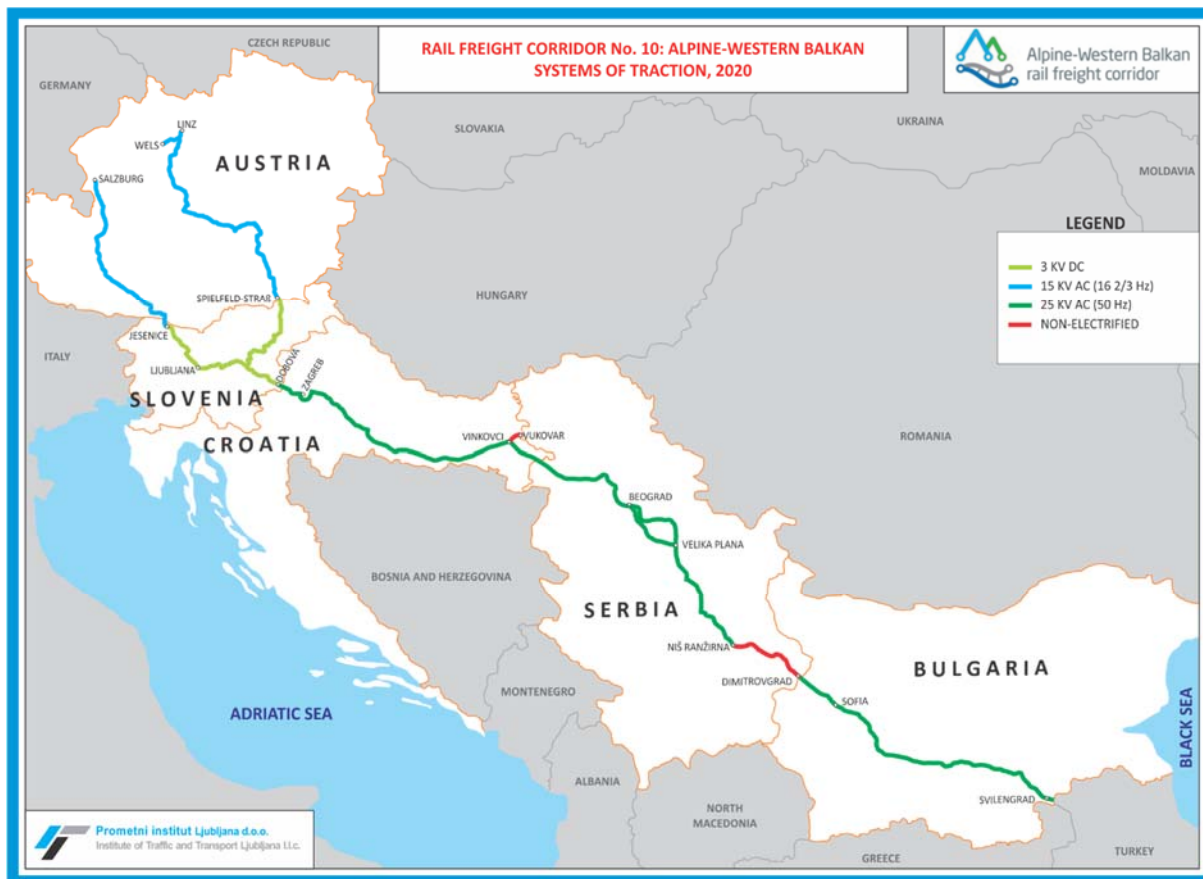 RAIL FREIGHT CORRIDOR No. 10: ALPINE-WESTERN BALKAN
SYSTEMS OF TRACTION, 2020
Alpine-Western Balkan
rail freight corridor
CZECH REPUBLIC
GERMANY
SLOVAKIA
UKRAINE
MOLDAVIA
LINZ
WELS
AUSTRIA
SALZBURG
LEGEND
3 KV DC
15 KV AC (16 2/3 Hz)
25 KV AC (50 Hz)
NON-ELECTRIFIED
HUNGARY
SPIELFELD-STRAß
JESENICE
ITALY
LJUBLJANA
DOBOVA
ZAGREB
SLOVENIA
CROATIA
VINKOVCI
VUKOVAR
ROMANIA
BEOGRAD
VELIKA PLANA
BOSNIA AND HERZEGOVINA
SERBIA
NIŠ RANŽIRNA
DIMITROVGRAD
BULGARIA
MONTENEGRO
SOFIA
ADRIATIC SEA
BLACK SEA
ALBANIA
SVILENGRAD
NORTH
MACEDONIA
GREECE
TURKEY
Prometni institut Ljubljana d.o.o.
Institute of Traffic and Transport Ljubljana l.l.c.